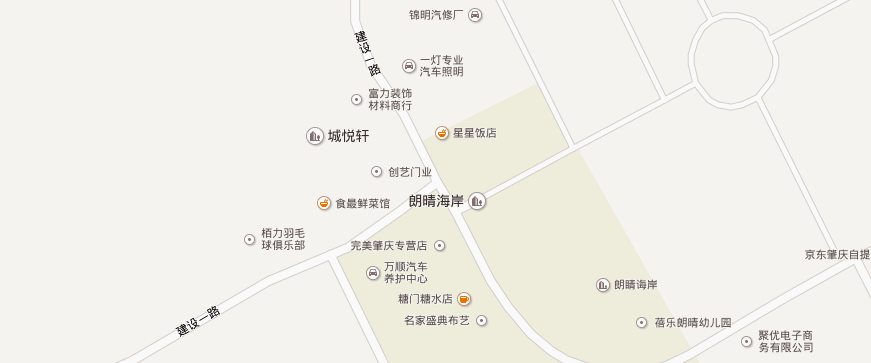 锦明汽修厂
建设一路
一灯专业
汽车照明
富力装饰
材料商行
城悦轩
星星饭店
创艺门业
食最鲜菜馆
朗晴海岸
栢力羽毛
球俱乐部
完美肇庆专营店
万顺汽车
养护中心
京东肇庆自提
朗晴海岸
糖门糖水店
名家盛典布艺
建设一路
蓓乐朗晴幼儿园
聚优电子商
务有限公司